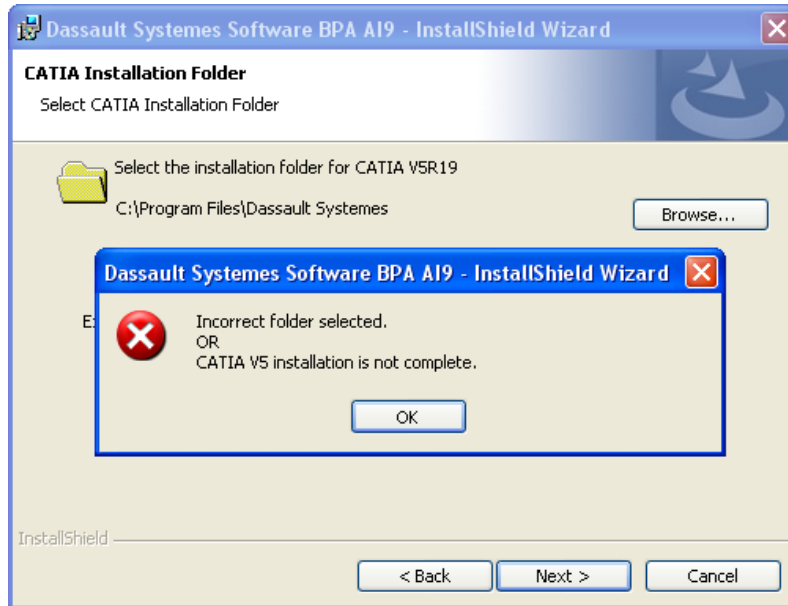 Dassault Systemes Software BPA AI9 - InstallShield Wizard
CATIA Installation Folder
Select CATIA Installation Folder
Select the installation folder for CATIA V5R19
C:\Program Files\Dassault Systemes
Browse...
Dassault Systemes Software BPA AI9 - InstallShield Wizard
Incorrect folder selected.
OR
CATIA V5 installation is not complete.
OK
InstallShield
< Back
Next >
Cancel